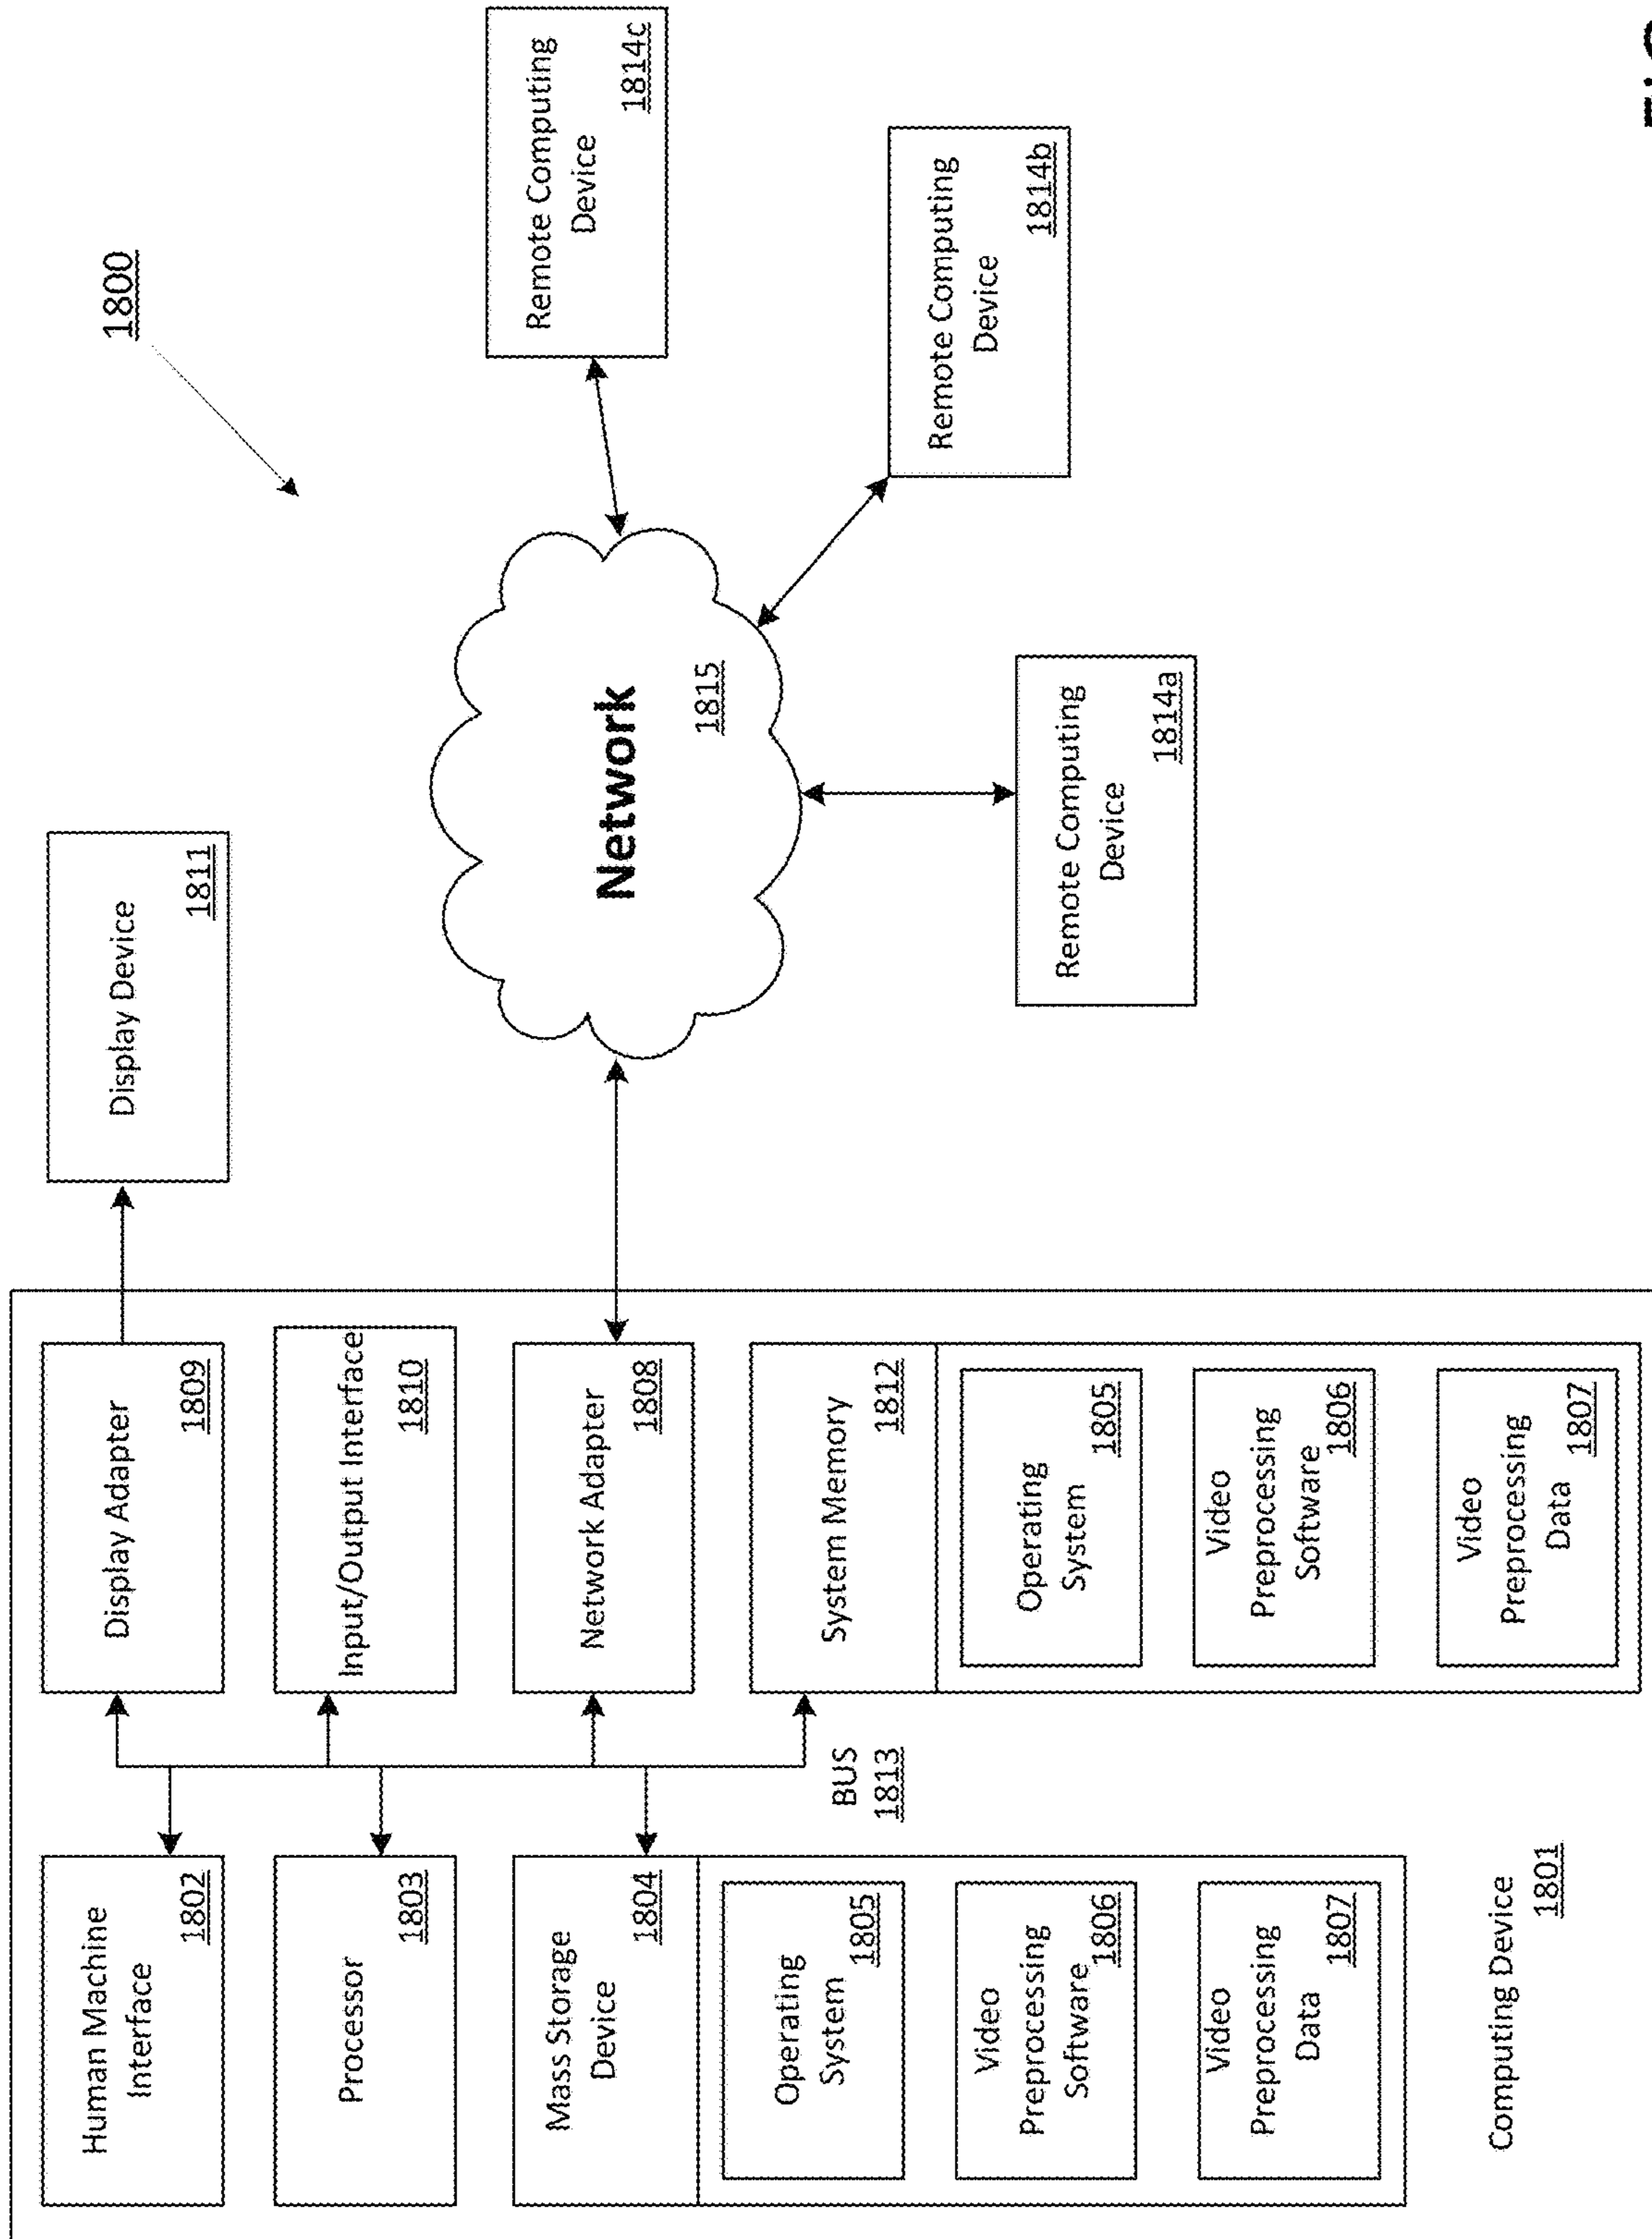 1800
Human Machine
Interface
1802
Display Adapter
1809
Display Device
1811
Processor
1803
Input/Output Interface
1810
Mass Storage
Device
1804
Network Adapter
1808
Network
1815
Remote Computing
Device
1814c
Remote Computing
Device
1814b
Remote Computing
Device
1814a
Operating
System
1805
Video
Preprocessing
Software
1806
Video
Preprocessing
Data
1807
BUS
1813
System Memory
1812
Operating
System
1805
Video
Preprocessing
Software
1806
Video
Preprocessing
Data
1807
Computing Device
1801